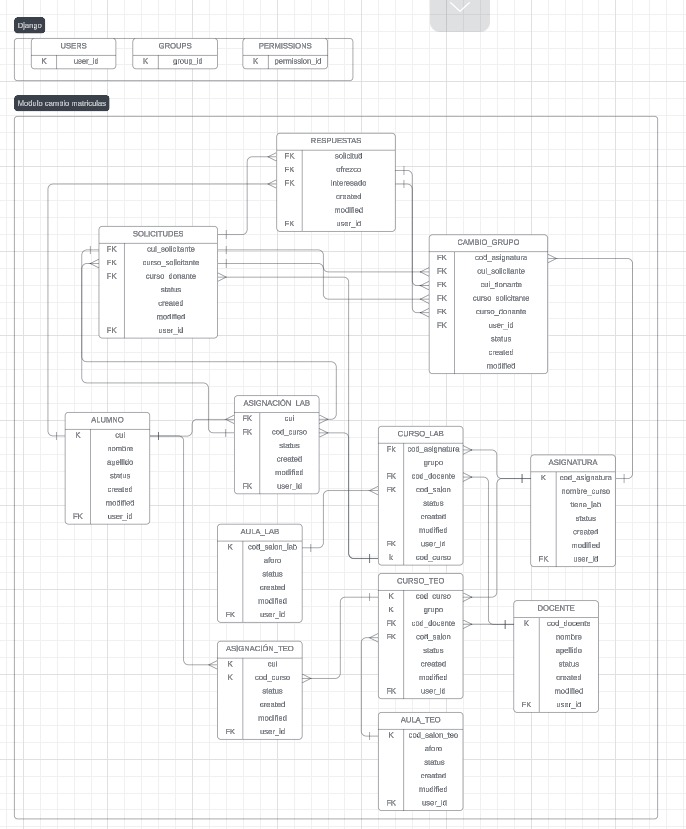 Django
USERS
K user_id
GROUPS
K group_id
PERMISSIONS
K permission_id
Modulo cambio matriculas
RESPUESTAS
FK solicitud
FK ofrezco
FK interesado
created
modified
FK user_id
SOLICITUDES
FK cui_solicitante
FK curso_solicitante
FK curso_donante
status
created
modified
FK user_id
CAMBIO_GRUPO
FK cod_asignatura
FK cui_solicitante
FK cui_donante
FK curso_solicitante
FK curso_donante
FK user_id
status
created
modified
ASIGNACIÓN_LAB
FK cui
FK cod_curso
status
created
modified
FK user_id
ALUMNO
K cui
nombre
apellido
status
created
modified
FK user_id
CURSO_LAB
Fk cod_asignatura
grupo
FK cod_docente
FK cod_salon
status
created
modified
FK user_id
k cod_curso
ASIGNATURA
K cod_asignatura
nombre_curso
tiene_lab
status
created
modified
FK user_id
AULA_LAB
K cod_salon_lab
aforo
status
created
modified
FK user_id
CURSO_TEO
K cod_curso
K grupo
FK cod_docente
FK cod_salon
status
created
modified
FK user_id
DOCENTE
K cod_docente
nombre
apellido
status
created
modified
FK user_id
ASIGNACIÓN_TEO
K cui
K cod_curso
status
created
modified
FK user_id
AULA_TEO
K cod_salon_teo
aforo
status
created
modified
FK user_id